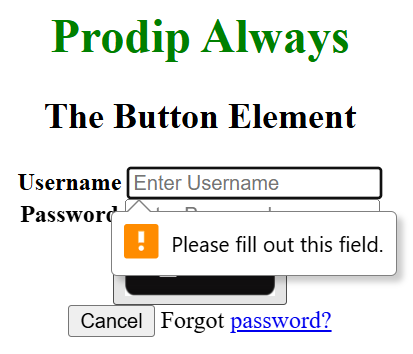 Prodip Always
The Button Element
Username Enter Username
Password
Please fill out this field.
Cancel Forgot password?